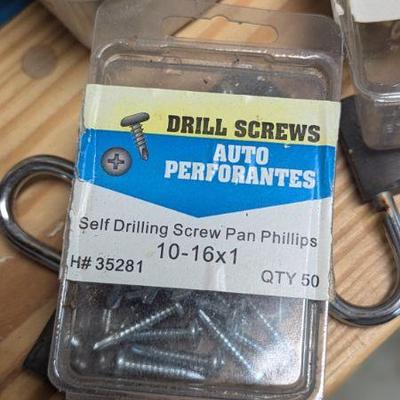 DRILL SCREWS
AUTO
PERFORANTES
Self Drilling Screw Pan Phillips
10-16x1
H# 35281
QTY 50